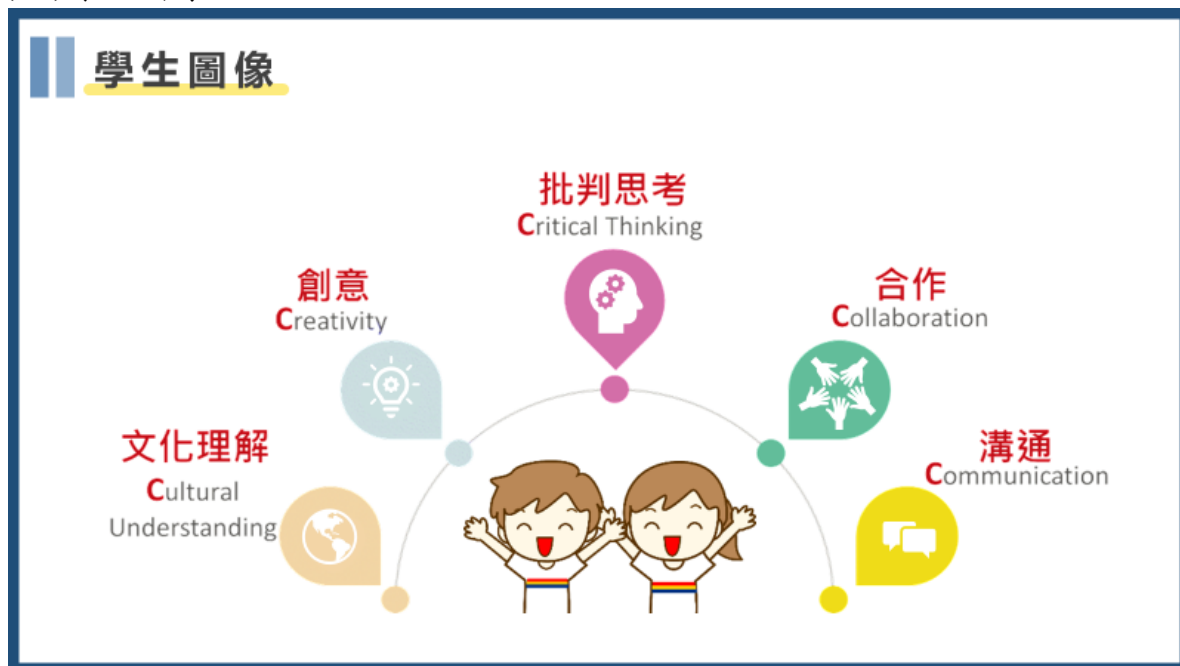 學生圖像
批判思考
Critical Thinking
創意
Creativity
合作
Collaboration
文化理解
Cultural
Understanding
溝通
Communication